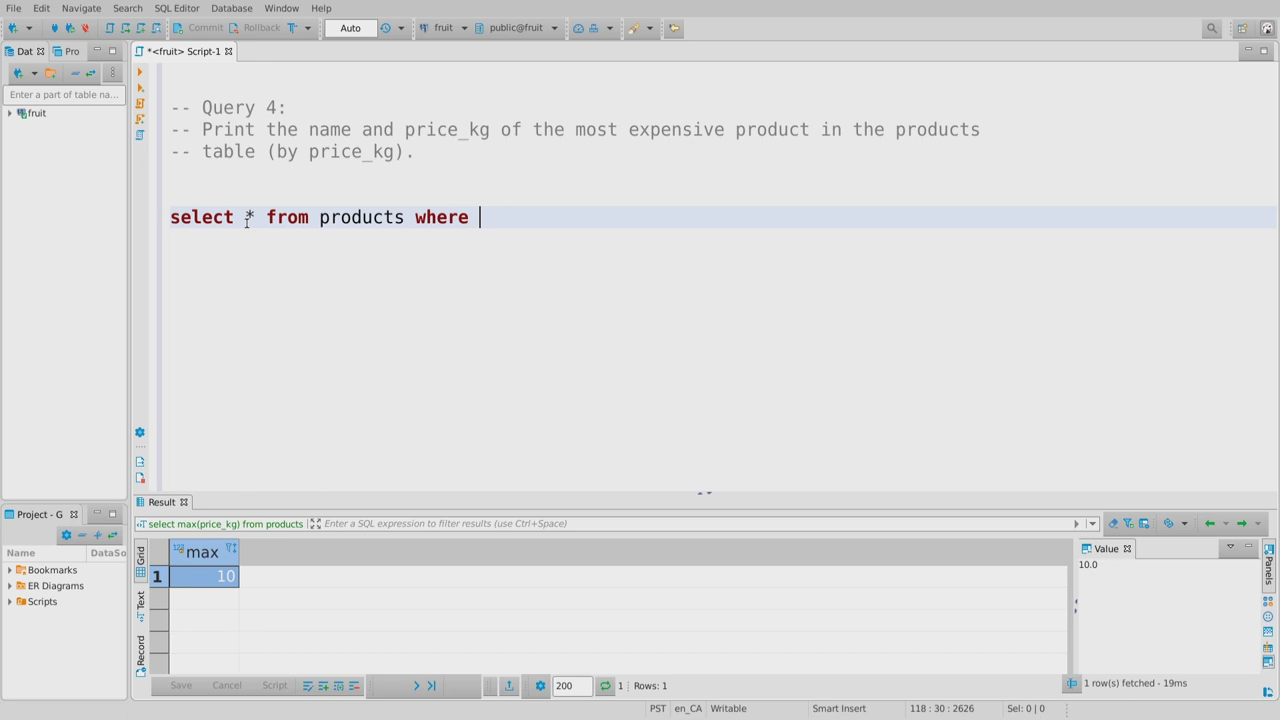 File Edit Navigate Search SQL Editor Database Window Help
Commit Rollback T Auto fruit public@fruit
Dat Pro *<fruit> Script-1
Enter a part of table na...
fruit
-- Query 4:
-- Print the name and price_kg of the most expensive product in the products
-- table (by price_kg).
select * from products where
Project - G
Name DataSo
Bookmarks
ER Diagrams
Scripts
Result
select max(price_kg) from products Enter a SQL expression to filter results (use Ctrl+Space)
Grid
Text
Record
123 max
1 10
Value
10.0
Panels
Save Cancel Script 200 1 Rows: 1
1 row(s) fetched - 19ms
PST en_CA Writable Smart Insert 118 : 30 : 2626 Sel: 0 | 0